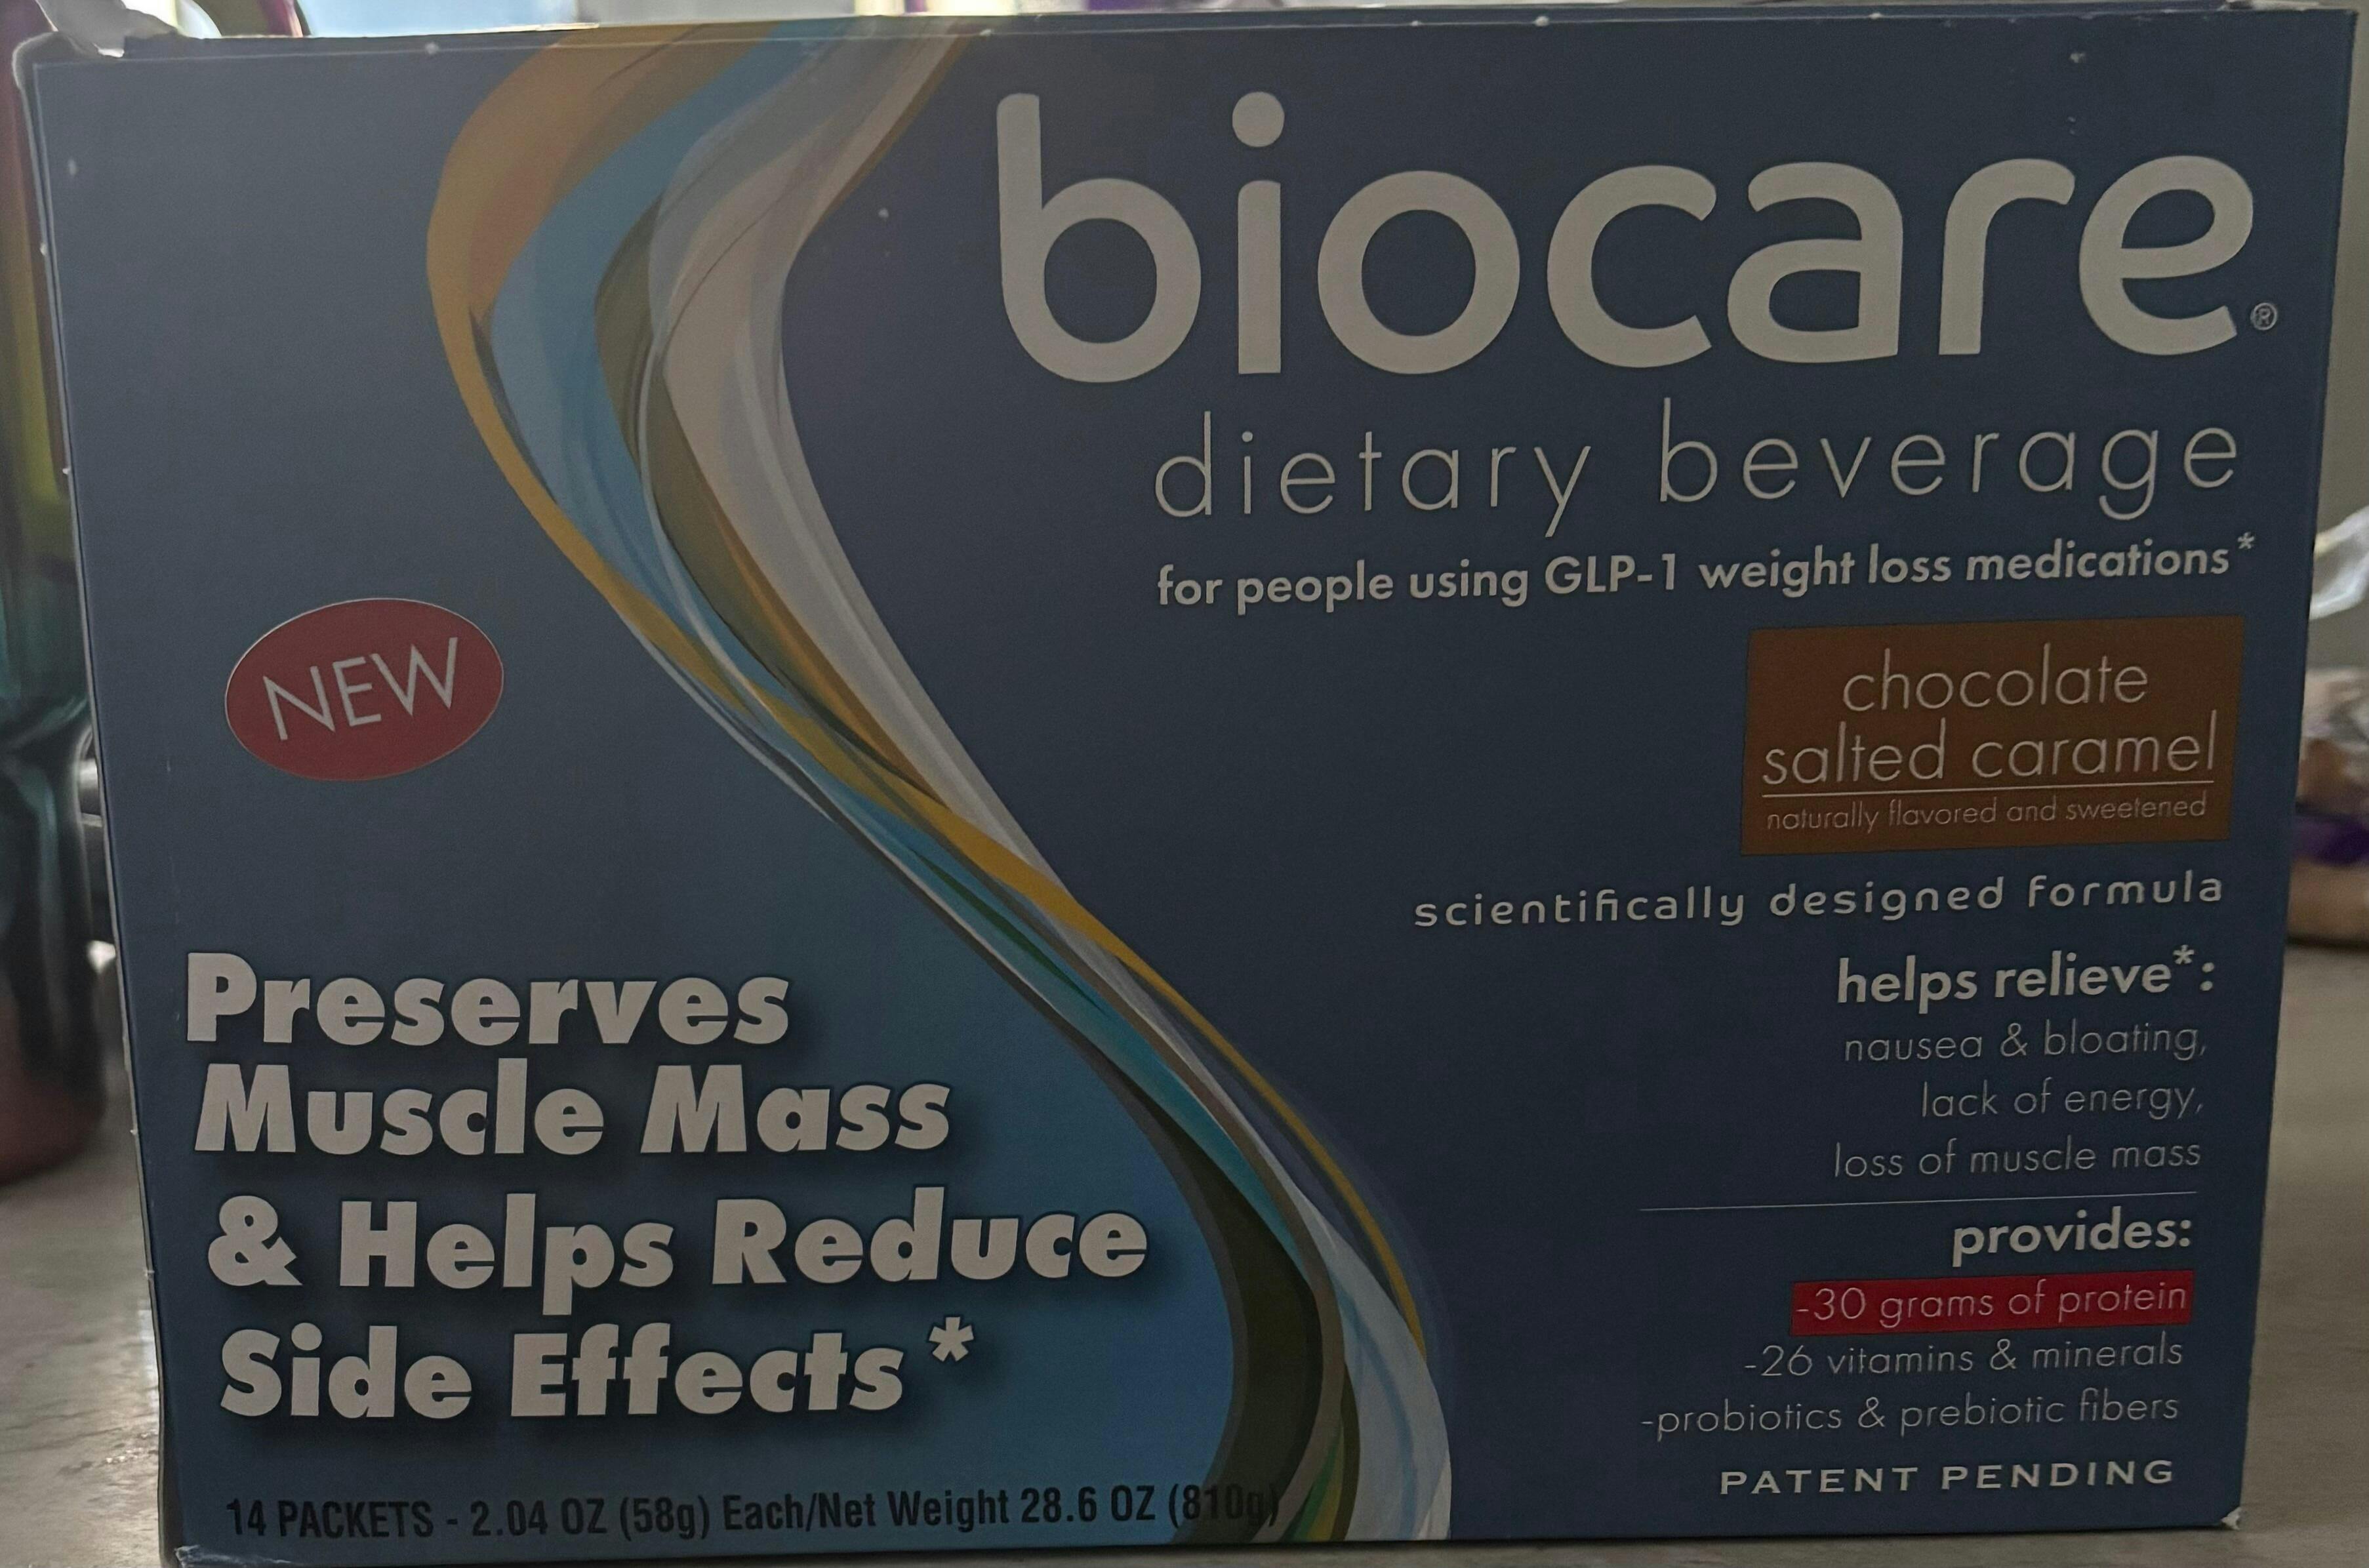 biocare®
dietary beverage
for people using GLP-1 weight loss medications*
chocolate
salted caramel
naturally flavored and sweetened
scientifically designed formula
helps relieve*:
nausea & bloating,
lack of energy,
loss of muscle mass
provides:
-30 grams of protein
-26 vitamins & minerals
-probiotics & prebiotic fibers
PATENT PENDING
NEW
Preserves
Muscle Mass
& Helps Reduce
Side Effects*
14 PACKETS - 2.04 OZ (58g) Each/Net Weight 28.6 OZ (810g)